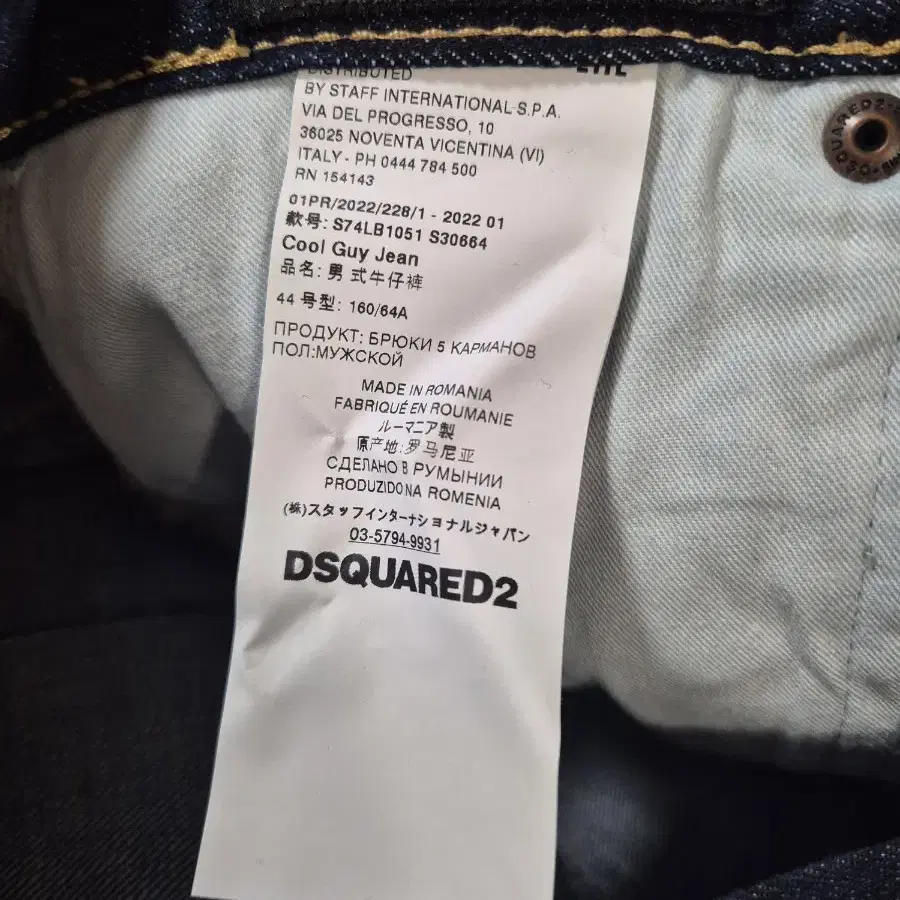 DISTRIBUTED
BY STAFF INTERNATIONAL S.P.A.
VIA DEL PROGRESSO, 10
36025 NOVENTA VICENTINA (VI)
ITALY - PH 0444 784 500
RN 154143
01PR/2022/228/1 - 2022 01
款号: S74LB1051 S30664
Cool Guy Jean
品名: 男 式牛仔裤
44 号型: 160/64A
ПРОДУКТ: БРЮКИ 5 КАРМАНОВ
ПОЛ:МУЖСКОЙ
MADE IN ROMANIA
FABRIQUÉ EN ROUMANIE
ルーマニア製
原产地:罗马尼亚
СДЕЛАНО В РУМЫНИИ
PRODUZIDO NA ROMENIA
(株)スタッフインターナショナルジャパン
03-5794-9931
DSQUARED2
DSQUARED2